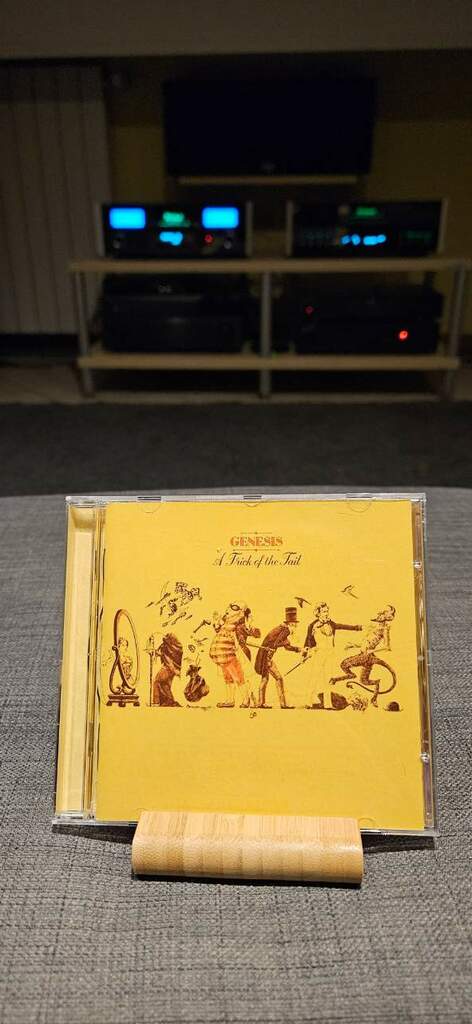 GENESIS
A Trick of the Tail